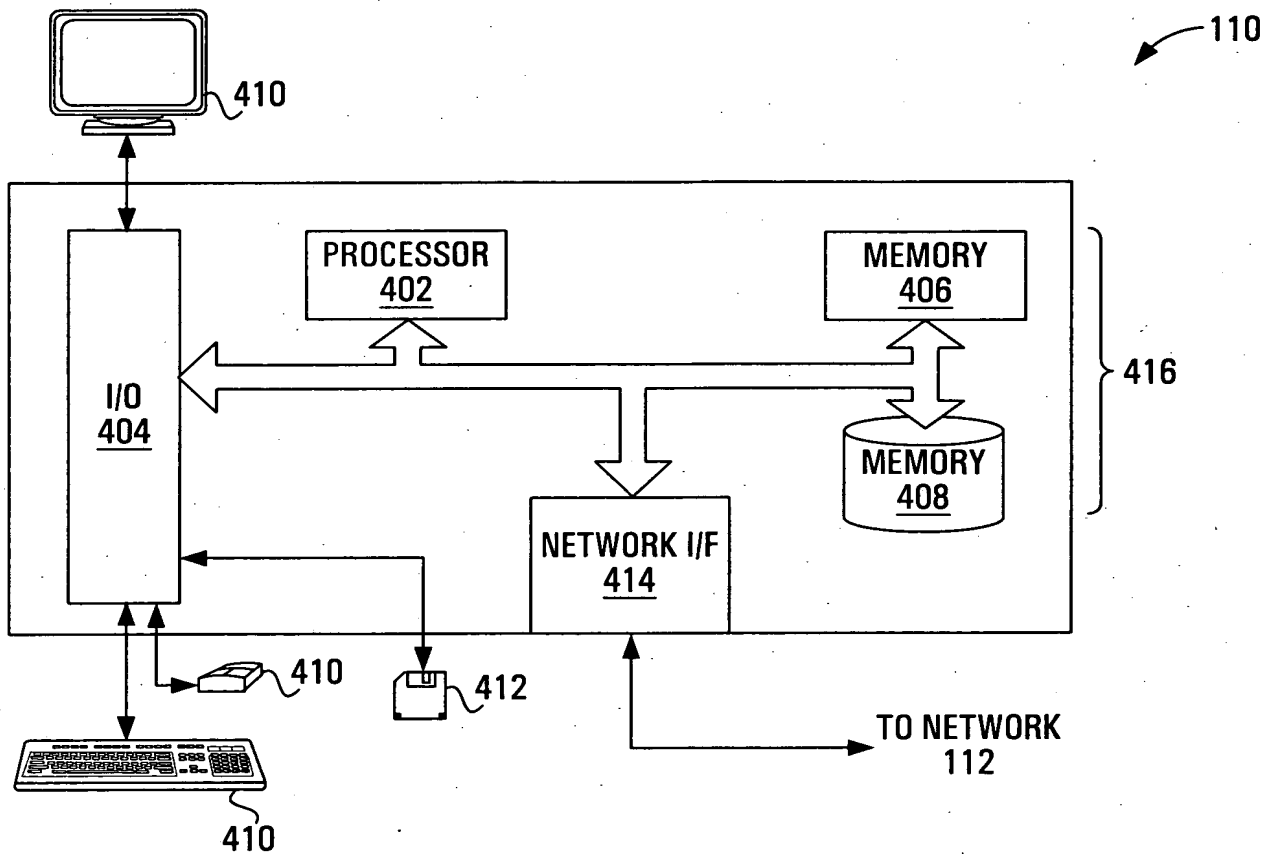 110
410
PROCESSOR
402
MEMORY
406
I/O
404
416
MEMORY
408
NETWORK I/F
414
410
412
TO NETWORK
112
410